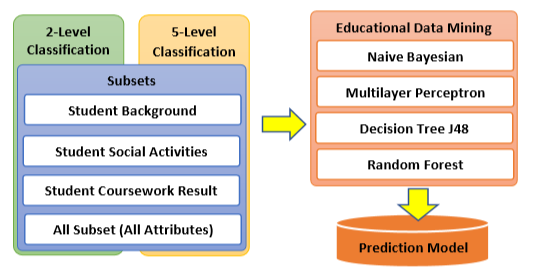 2-Level
Classification
5-Level
Classification
Subsets
Student Background
Student Social Activities
Student Coursework Result
All Subset (All Attributes)
Educational Data Mining
Naive Bayesian
Multilayer Perceptron
Decision Tree J48
Random Forest
Prediction Model